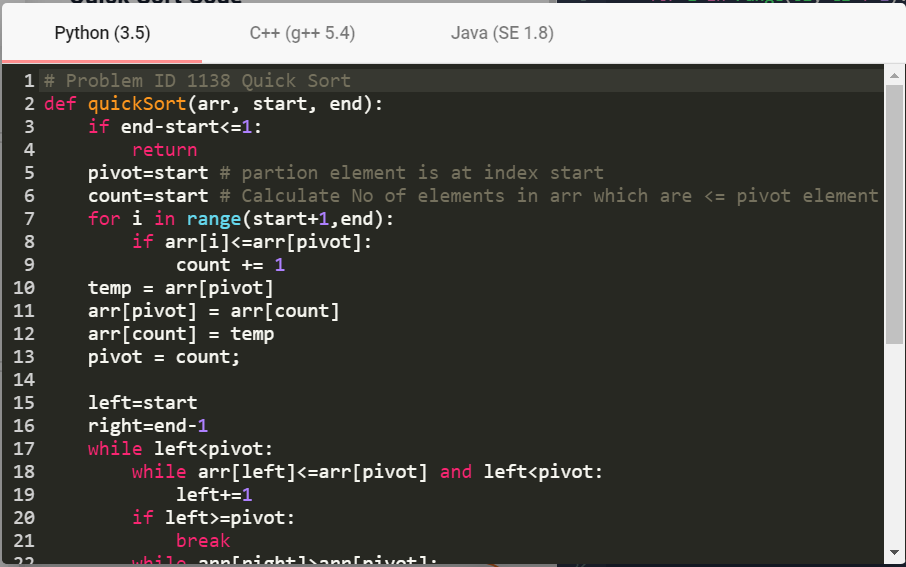 Python (3.5) C++ (g++ 5.4) Java (SE 1.8)
1 # Problem ID 1138 Quick Sort
2 def quickSort(arr, start, end):
3     if end-start<=1:
4         return
5     pivot=start # partion element is at index start
6     count=start # Calculate No of elements in arr which are <= pivot element
7     for i in range(start+1,end):
8         if arr[i]<=arr[pivot]:
9             count += 1
10     temp = arr[pivot]
11     arr[pivot] = arr[count]
12     arr[count] = temp
13     pivot = count;
14
15     left=start
16     right=end-1
17     while left<pivot:
18         while arr[left]<=arr[pivot] and left<pivot:
19             left+=1
20         if left>=pivot:
21             break
22         while arr[right]>arr[pivot]: